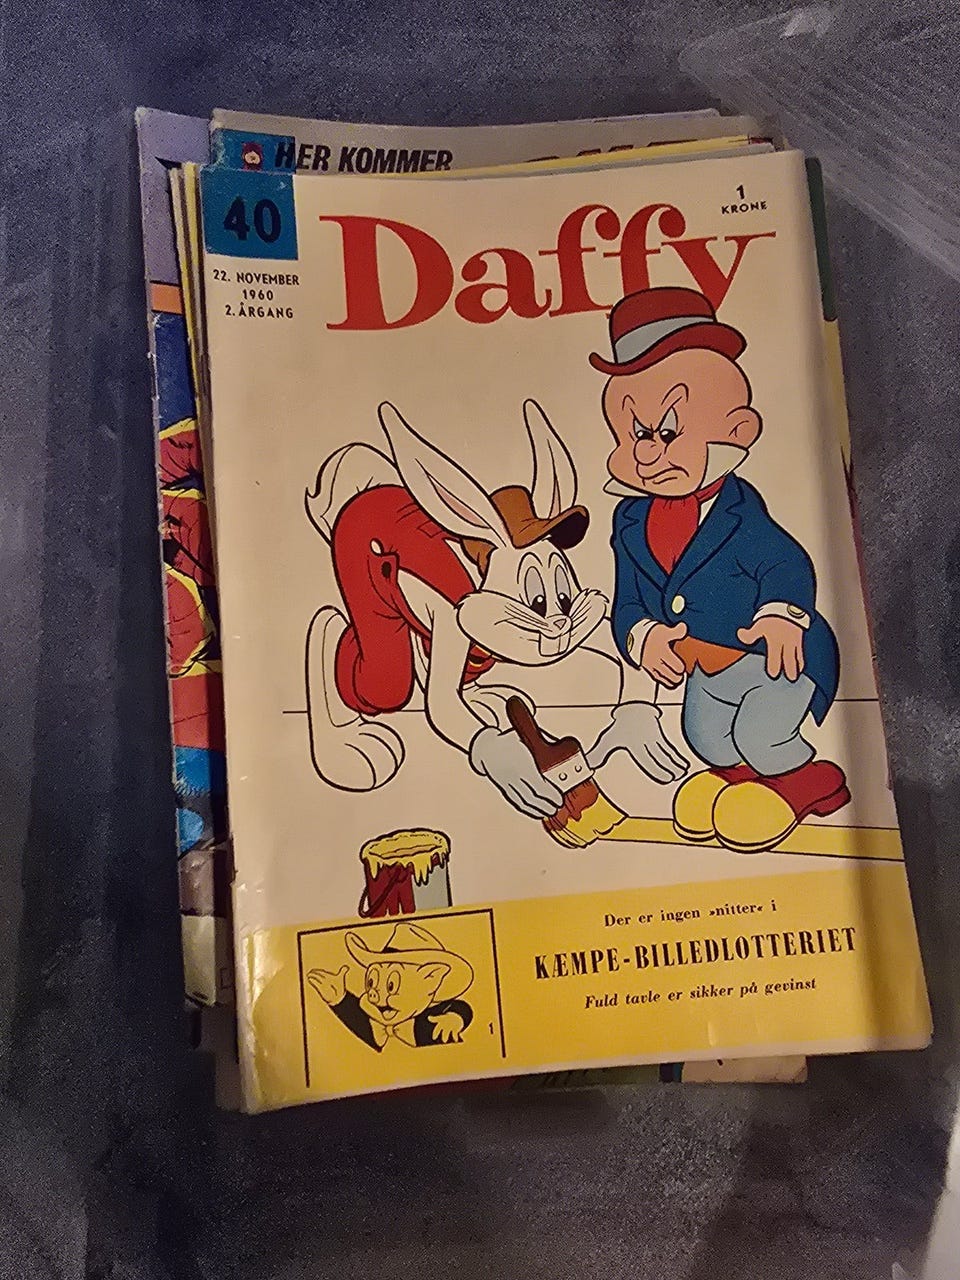 HER KOMMER
40
Daffy
1
KRONE
22. NOVEMBER
1960
2. ÅRGANG
Der er ingen »nitter« i
KÆMPE-BILLEDLOTTERIET
Fuld tavle er sikker på gevinst
1